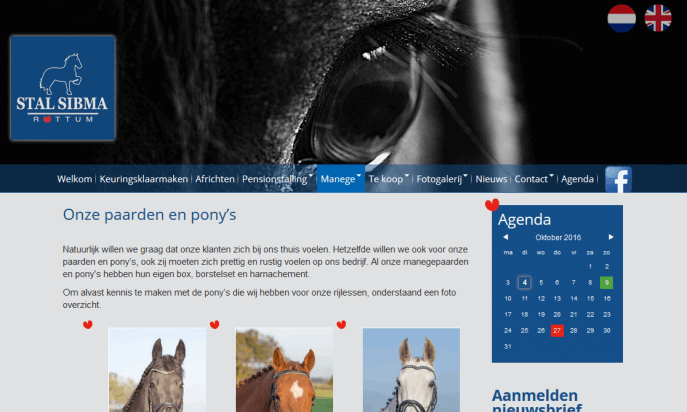 STAL SIBMA
ROTTUM
Welkom Keuringsklaarmaken Africhten Pensionstalling Manege Te koop Fotogalerij Nieuws Contact Agenda f
Onze paarden en pony's
Natuurlijk willen we graag dat onze klanten zich bij ons thuis voelen. Hetzelfde willen we ook voor onze
paarden en pony's, ook zij moeten zich prettig en rustig voelen op ons bedrijf. Al onze manegepaarden
en pony's hebben hun eigen box, borstelset en harnachement.
Om alvast kennis te maken met de pony's die wij hebben voor onze rijlessen, onderstaand een foto
overzicht.
Agenda
Oktober 2016
ma di wo do vr za zo
1 2
3 4 5 6 7 8 9
10 11 12 13 14 15 16
17 18 19 20 21 22 23
24 25 26 27 28 29 30
31
Aanmelden
nieuwsbrief